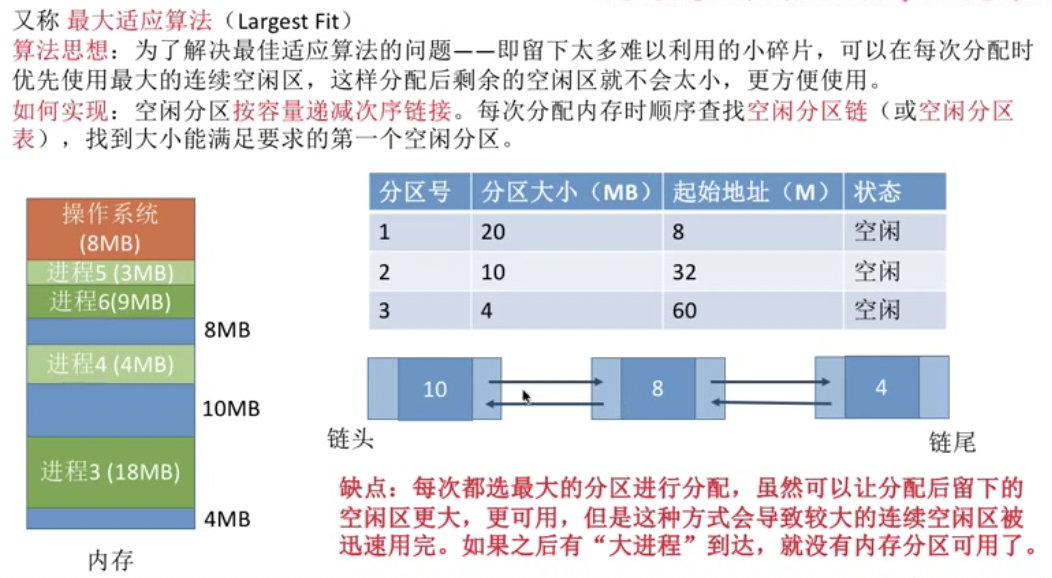 又称 最大适应算法（Largest Fit）
算法思想：为了解决最佳适应算法的问题——即留下太多难以利用的小碎片，可以在每次分配时
优先使用最大的连续空闲区，这样分配后剩余的空闲区就不会太小，更方便使用。
如何实现：空闲分区按容量递减次序链接。每次分配内存时顺序查找空闲分区链（或空闲分区
表），找到大小能满足要求的第一个空闲分区。
操作系统
(8MB)
进程5 (3MB)
进程6(9MB)
8MB
进程4 (4MB)
10MB
进程3 (18MB)
4MB
内存
分区号 分区大小（MB） 起始地址（M） 状态
1 20 8 空闲
2 10 32 空闲
3 4 60 空闲
10 8 4
链头 链尾
缺点：每次都选最大的分区进行分配，虽然可以让分配后留下的
空闲区更大，更可用，但是这种方式会导致较大的连续空闲区被
迅速用完。如果之后有“大进程”到达，就没有内存分区可用了。